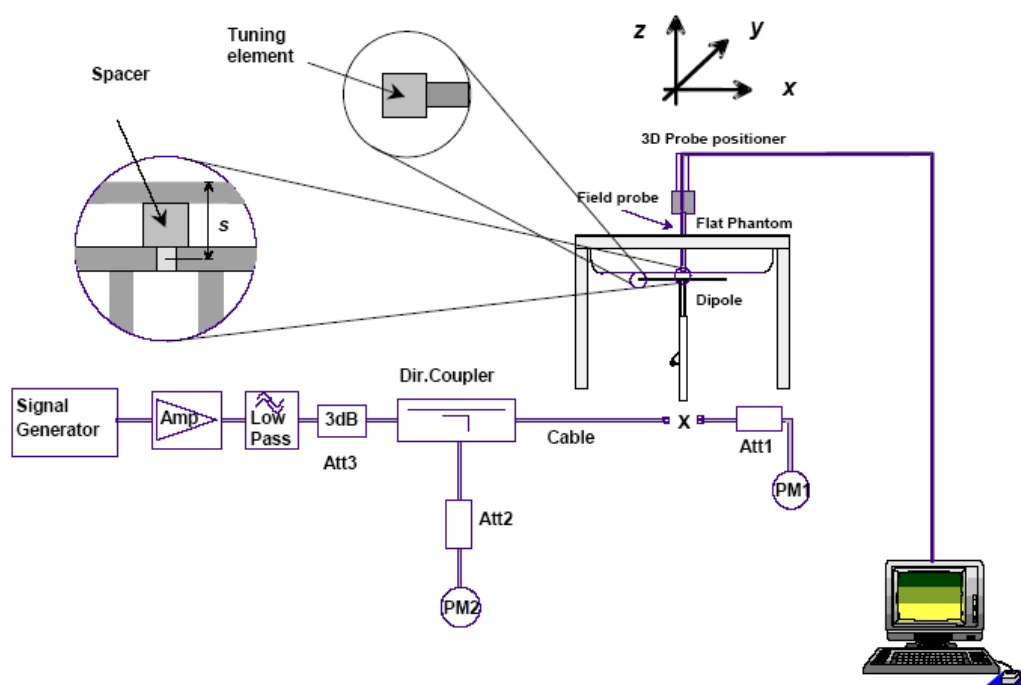 Tuning
element
Spacer
z
y
x
3D Probe positioner
Field probe
Flat Phantom
s
Dipole
Dir.Coupler
Signal
Generator
Amp
Low
Pass
3dB
Att3
Cable
X
Att1
PM1
Att2
PM2